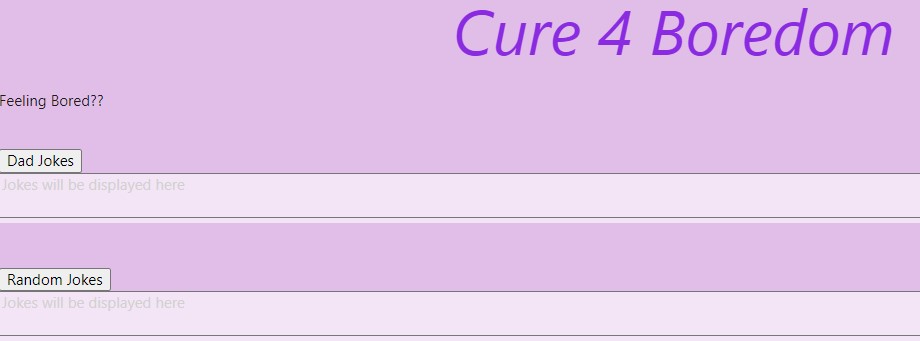 Cure 4 Boredom
Feeling Bored??
Dad Jokes
Jokes will be displayed here
Random Jokes
Jokes will be displayed here